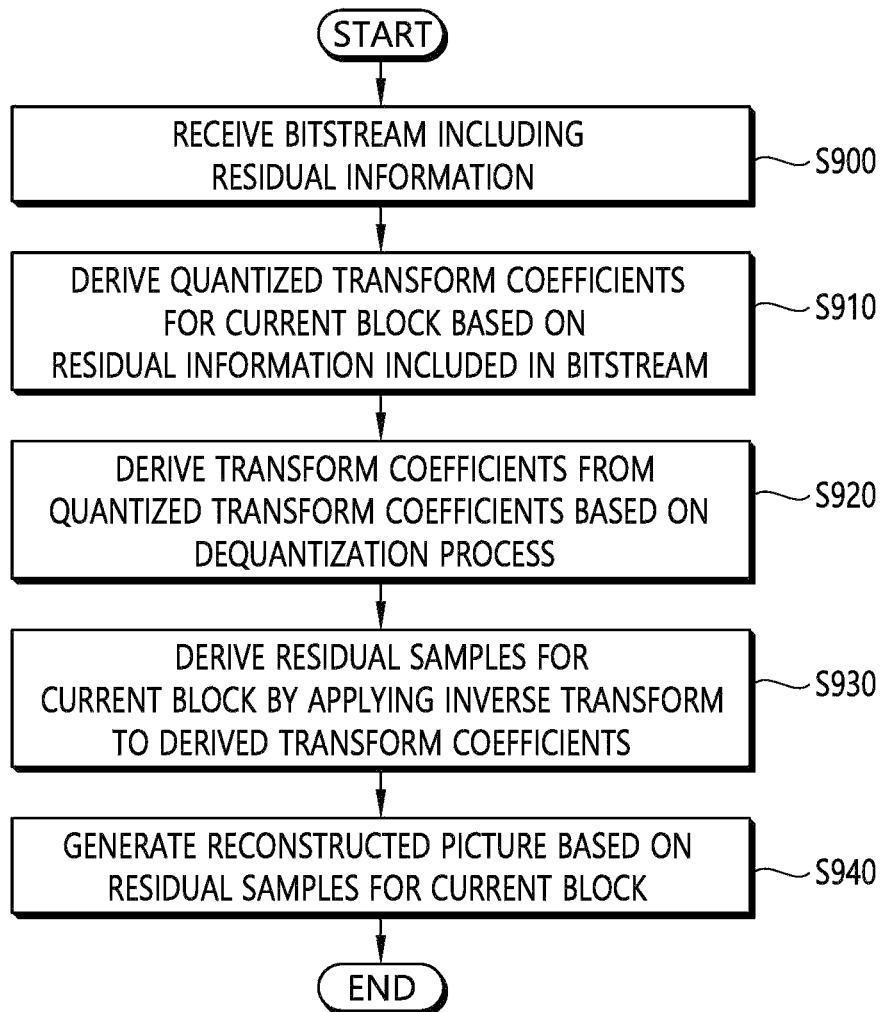 START
RECEIVE BITSTREAM INCLUDING
RESIDUAL INFORMATION
S900
DERIVE QUANTIZED TRANSFORM COEFFICIENTS
FOR CURRENT BLOCK BASED ON
RESIDUAL INFORMATION INCLUDED IN BITSTREAM
S910
DERIVE TRANSFORM COEFFICIENTS FROM
QUANTIZED TRANSFORM COEFFICIENTS BASED ON
DEQUANTIZATION PROCESS
S920
DERIVE RESIDUAL SAMPLES FOR
CURRENT BLOCK BY APPLYING INVERSE TRANSFORM
TO DERIVED TRANSFORM COEFFICIENTS
S930
GENERATE RECONSTRUCTED PICTURE BASED ON
RESIDUAL SAMPLES FOR CURRENT BLOCK
S940
END